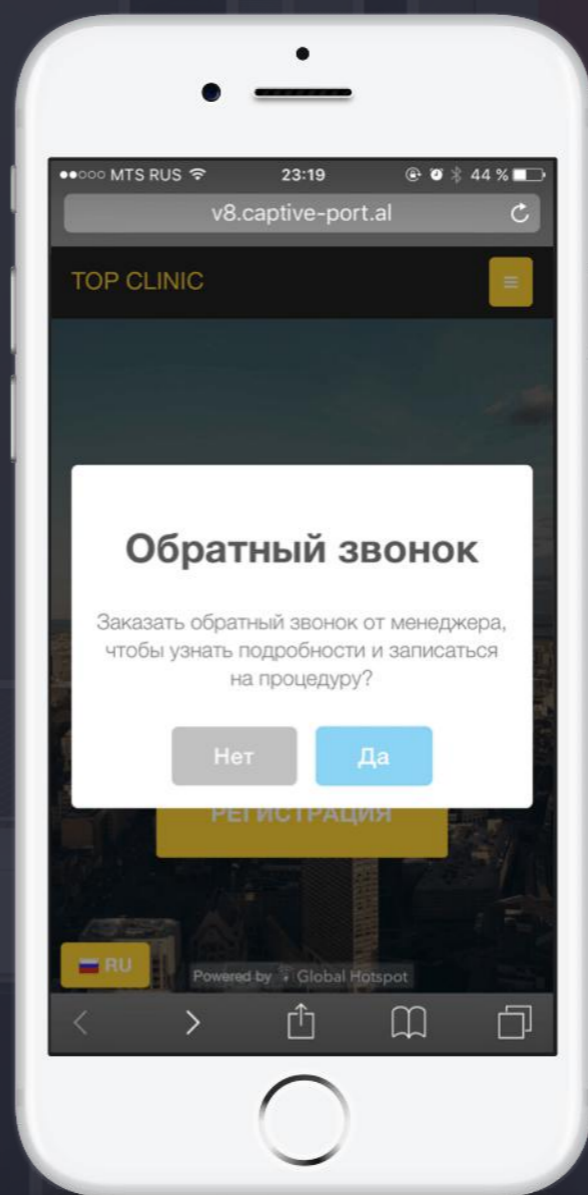 MTS RUS 23:19 44 %
v8.captive-port.al
TOP CLINIC
Обратный звонок
Заказать обратный звонок от менеджера,
чтобы узнать подробности и записаться
на процедуру?
Нет Да
РЕГИСТРАЦИЯ
RU
Powered by Global Hotspot